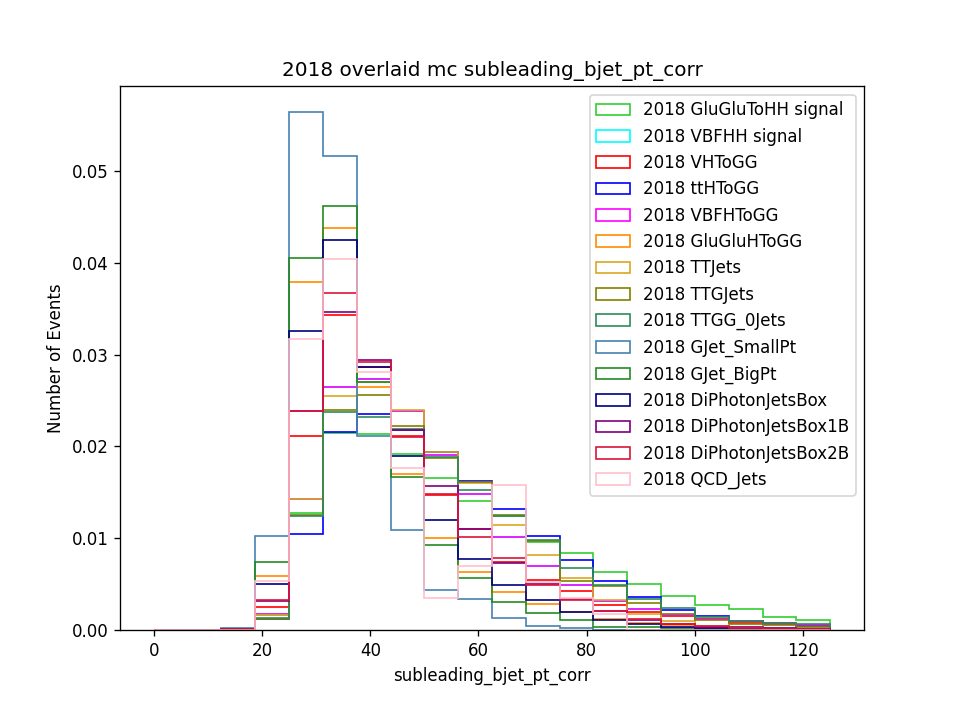 2018 overlaid mc subleading_bjet_pt_corr
2018 GluGluToHH signal
2018 VBFHH signal
2018 VHToGG
2018 ttHToGG
2018 VBFHToGG
2018 GluGluHToGG
2018 TTJets
2018 TTGJets
2018 TTGG_0Jets
2018 GJet_SmallPt
2018 GJet_BigPt
2018 DiPhotonJetsBox
2018 DiPhotonJetsBox1B
2018 DiPhotonJetsBox2B
2018 QCD_Jets
Number of Events
0.05
0.04
0.03
0.02
0.01
0.00
0 20 40 60 80 100 120
subleading_bjet_pt_corr